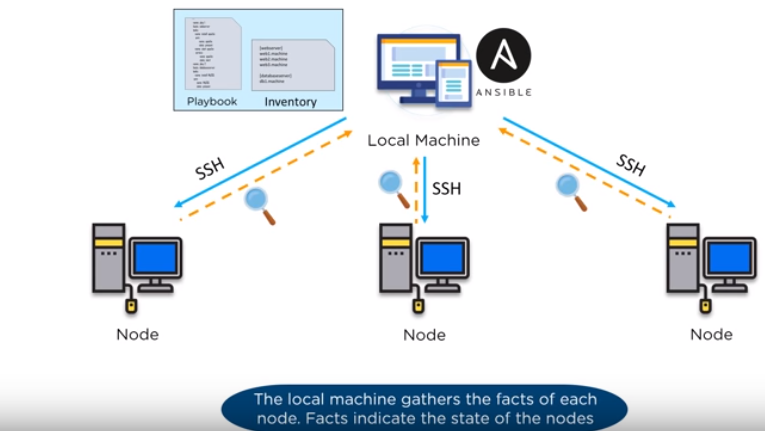 [webserver]
web1.machine
web2.machine
web3.machine
[databaseserver]
db1.machine
Playbook
Inventory
ANSIBLE
Local Machine
SSH
SSH
SSH
Node
Node
Node
The local machine gathers the facts of each
node. Facts indicate the state of the nodes